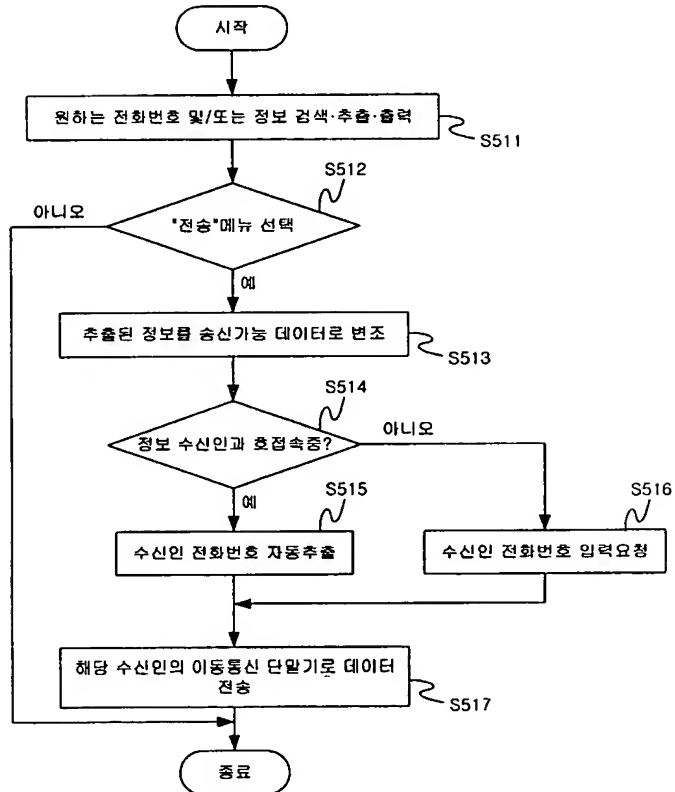 시작
원하는 전화번호 및/또는 정보 검색·추출·출력
S511
S512
"전송"메뉴 선택
아니오
예
추출된 정보를 송신가능 데이터로 변조
S513
S514
정보 수신인과 호접속중?
아니오
예
S515
수신인 전화번호 자동추출
S516
수신인 전화번호 입력요청
해당 수신인의 이동통신 단말기로 데이터
전송
S517
종료